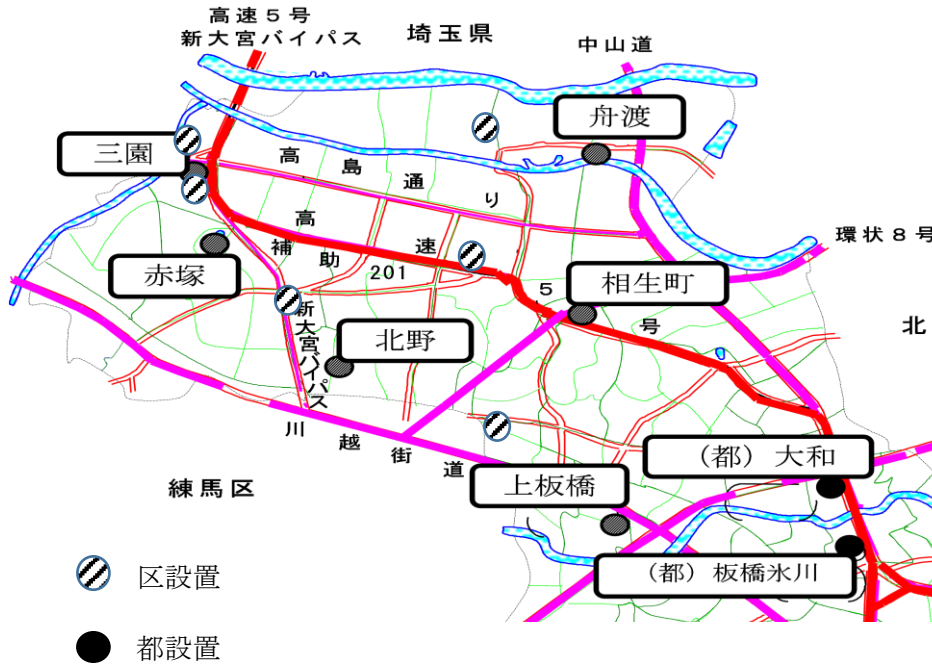 高速5号
新大宮バイパス
埼玉県
中山道
舟渡
三園
高島通り
高速5号
補助201
環状8号
赤塚
相生町
新大宮バイパス
北野
北
川越街道
(都)大和
練馬区
上板橋
(都)板橋氷川
区設置
都設置